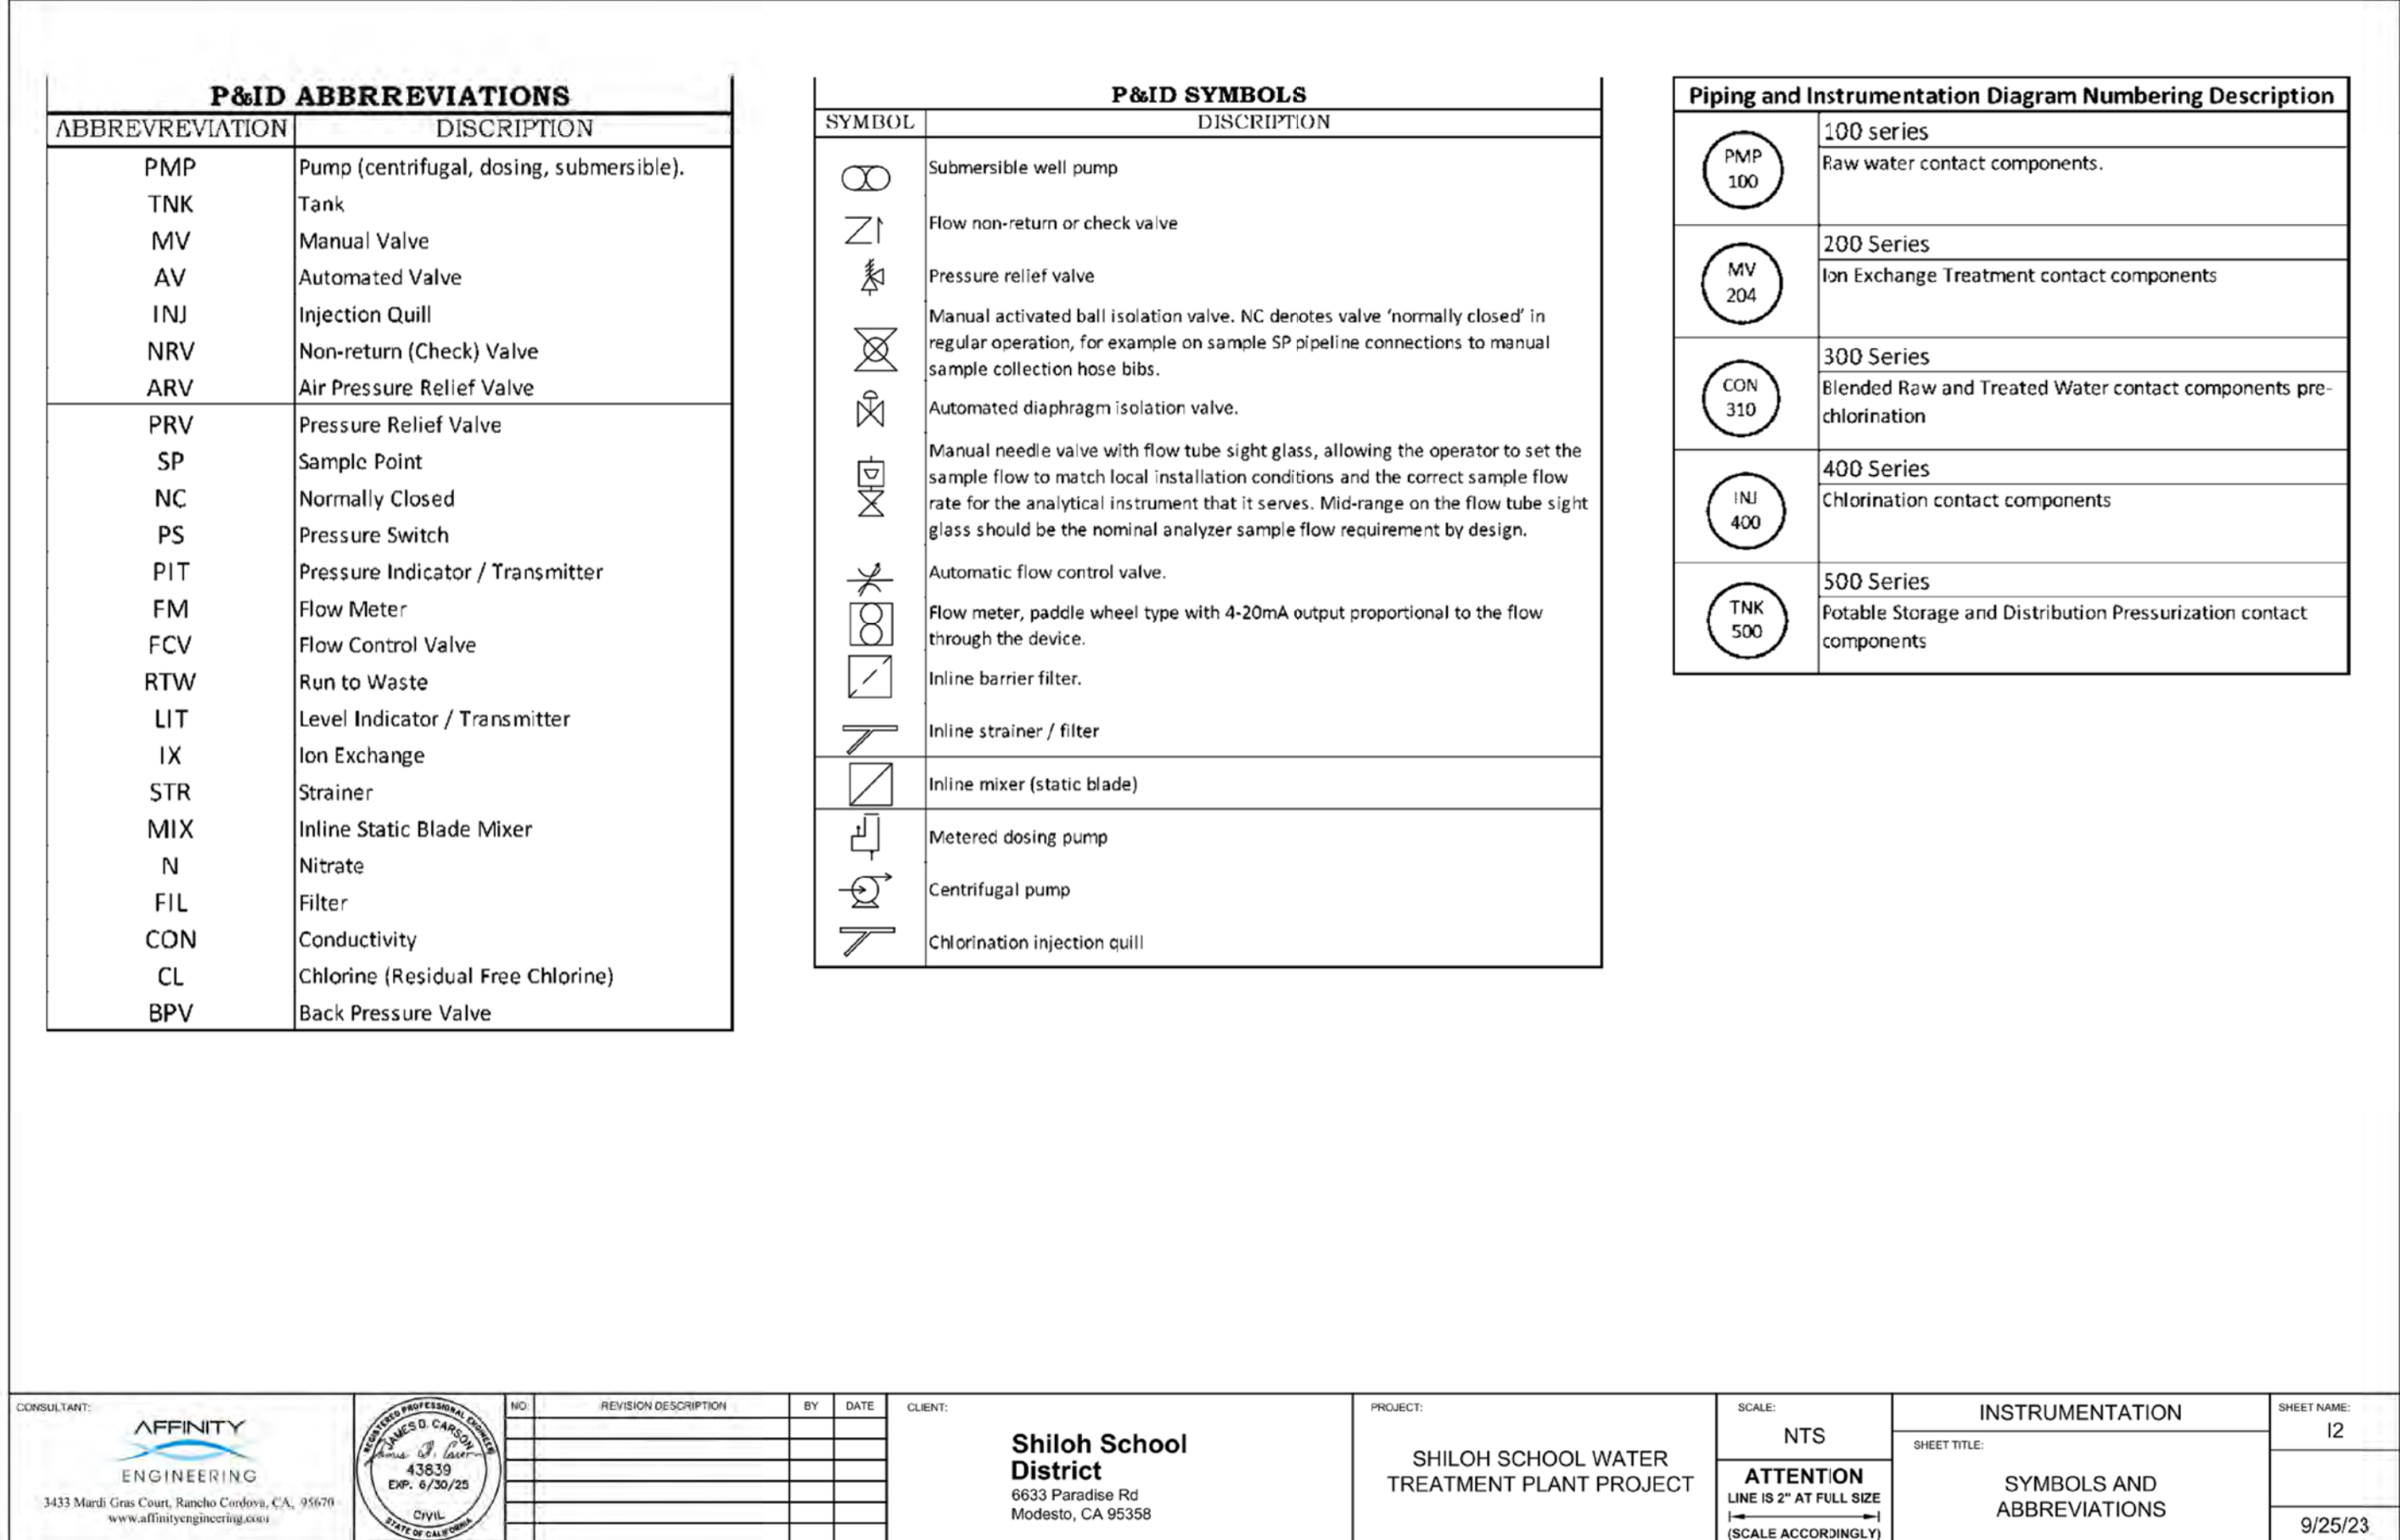 P&ID ABBRREVIATIONS
ABBREVREVIATION DISCRIPTION
PMP Pump (centrifugal, dosing, submersible).
TNK Tank
MV Manual Valve
AV Automated Valve
INJ Injection Quill
NRV Non-return (Check) Valve
ARV Air Pressure Relief Valve
PRV Pressure Relief Valve
SP Sample Point
NC Normally Closed
PS Pressure Switch
PIT Pressure Indicator / Transmitter
FM Flow Meter
FCV Flow Control Valve
RTW Run to Waste
LIT Level Indicator / Transmitter
IX Ion Exchange
STR Strainer
MIX Inline Static Blade Mixer
N Nitrate
FIL Filter
CON Conductivity
CL Chlorine (Residual Free Chlorine)
BPV Back Pressure Valve
P&ID SYMBOLS
SYMBOL DISCRIPTION
Submersible well pump
Flow non-return or check valve
Pressure relief valve
Manual activated ball isolation valve. NC denotes valve ‘normally closed’ in
regular operation, for example on sample SP pipeline connections to manual
sample collection hose bibs.
Automated diaphragm isolation valve.
Manual needle valve with flow tube sight glass, allowing the operator to set the
sample flow to match local installation conditions and the correct sample flow
rate for the analytical instrument that it serves. Mid-range on the flow tube sight
glass should be the nominal analyzer sample flow requirement by design.
Automatic flow control valve.
Flow meter, paddle wheel type with 4-20mA output proportional to the flow
through the device.
Inline barrier filter.
Inline strainer / filter
Inline mixer (static blade)
Metered dosing pump
Centrifugal pump
Chlorination injection quill
Piping and Instrumentation Diagram Numbering Description
PMP
100
100 series
Raw water contact components.
MV
204
200 Series
Ion Exchange Treatment contact components
CON
310
300 Series
Blended Raw and Treated Water contact components pre-
chlorination
INJ
400
400 Series
Chlorination contact components
TNK
500
500 Series
Potable Storage and Distribution Pressurization contact
components
CONSULTANT:
AFFINITY
ENGINEERING
3433 Mardi Gras Court, Rancho Cordova, CA, 95670
www.affinityengineering.com
REGISTERED PROFESSIONAL ENGINEER
JAMES D. CARSON
43839
EXP. 6/30/25
CIVIL
STATE OF CALIFORNIA
NO. REVISION DESCRIPTION BY DATE
CLIENT:
Shiloh School
District
6633 Paradise Rd
Modesto, CA 95358
PROJECT:
SHILOH SCHOOL WATER
TREATMENT PLANT PROJECT
SCALE:
NTS
ATTENTION
LINE IS 2" AT FULL SIZE
(SCALE ACCORDINGLY)
INSTRUMENTATION
SHEET TITLE:
SYMBOLS AND
ABBREVIATIONS
SHEET NAME:
I2
9/25/23